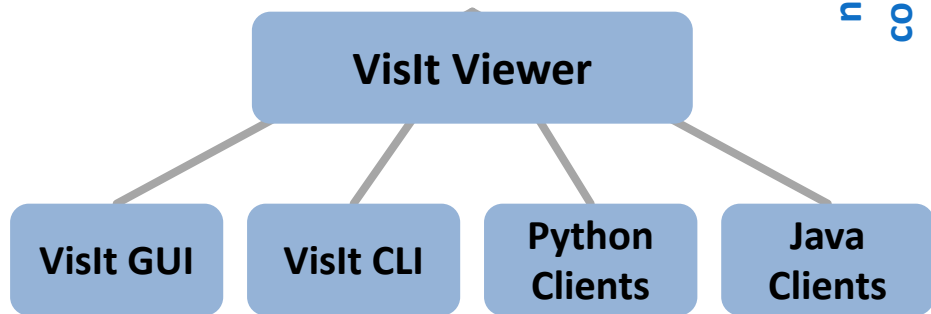 VisIt Viewer
VisIt GUI
VisIt CLI
Python
Clients
Java
Clients